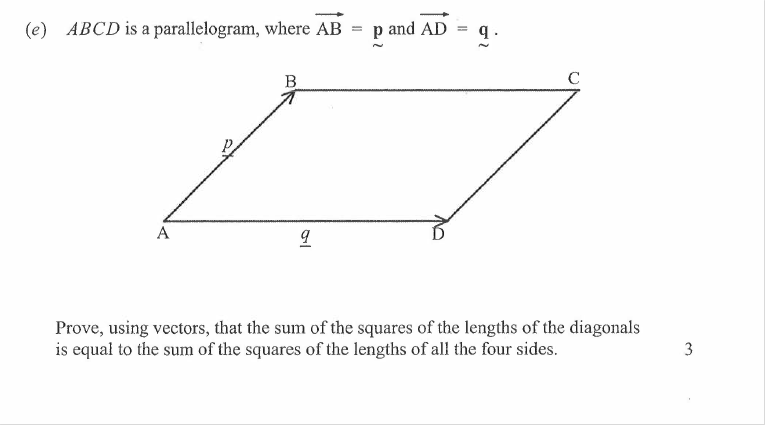 (e) ABCD is a parallelogram, where AB = p and AD = q .
B
C
p
A
q
D
Prove, using vectors, that the sum of the squares of the lengths of the diagonals
is equal to the sum of the squares of the lengths of all the four sides.
3